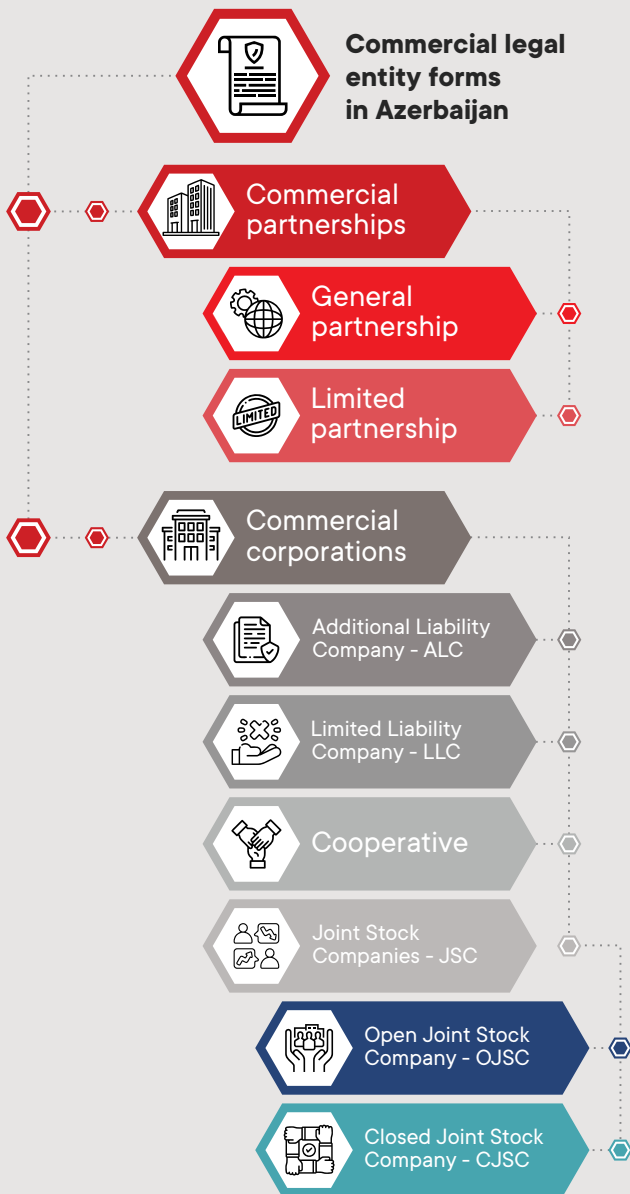 Commercial legal
entity forms
in Azerbaijan
Commercial
partnerships
General
partnership
LIMITED
Limited
partnership
Commercial
corporations
Additional Liability
Company - ALC
Limited Liability
Company - LLC
Cooperative
Joint Stock
Companies - JSC
Open Joint Stock
Company - OJSC
Closed Joint Stock
Company - CJSC